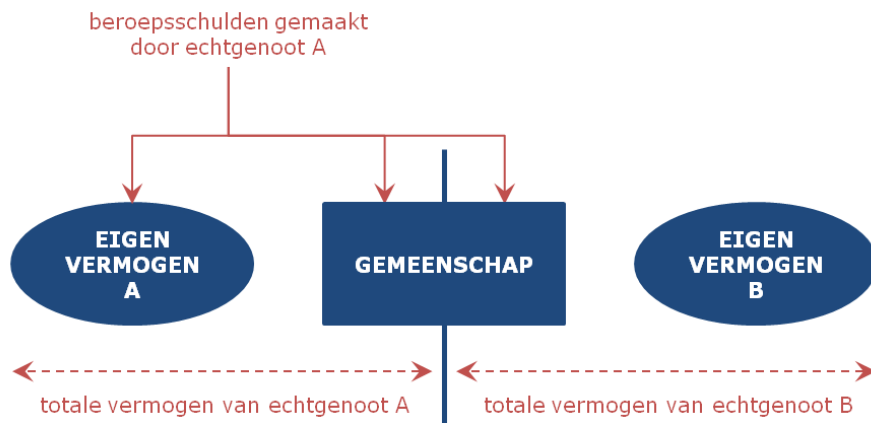 beroepsschulden gemaakt
door echtgenoot A
EIGEN
VERMOGEN
A
GEMEENSCHAP
EIGEN
VERMOGEN
B
totale vermogen van echtgenoot A
totale vermogen van echtgenoot B